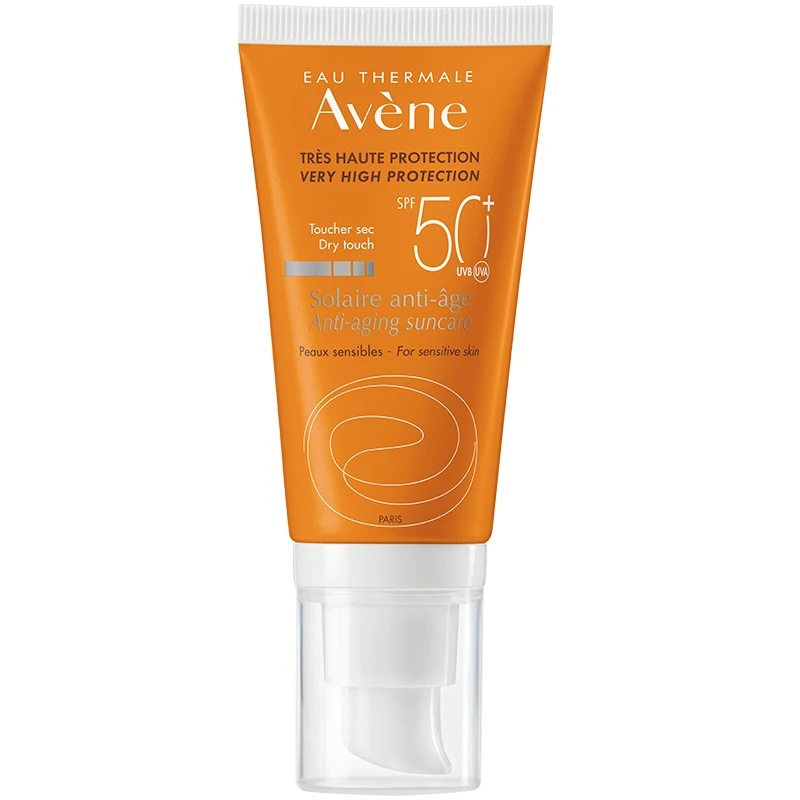 EAU THERMALE
Avène
TRÈS HAUTE PROTECTION
VERY HIGH PROTECTION
SPF 50+
Toucher sec
Dry touch
UVB UVA
Solaire anti-âge
Anti-aging suncare
Peaux sensibles - For sensitive skin
PARIS